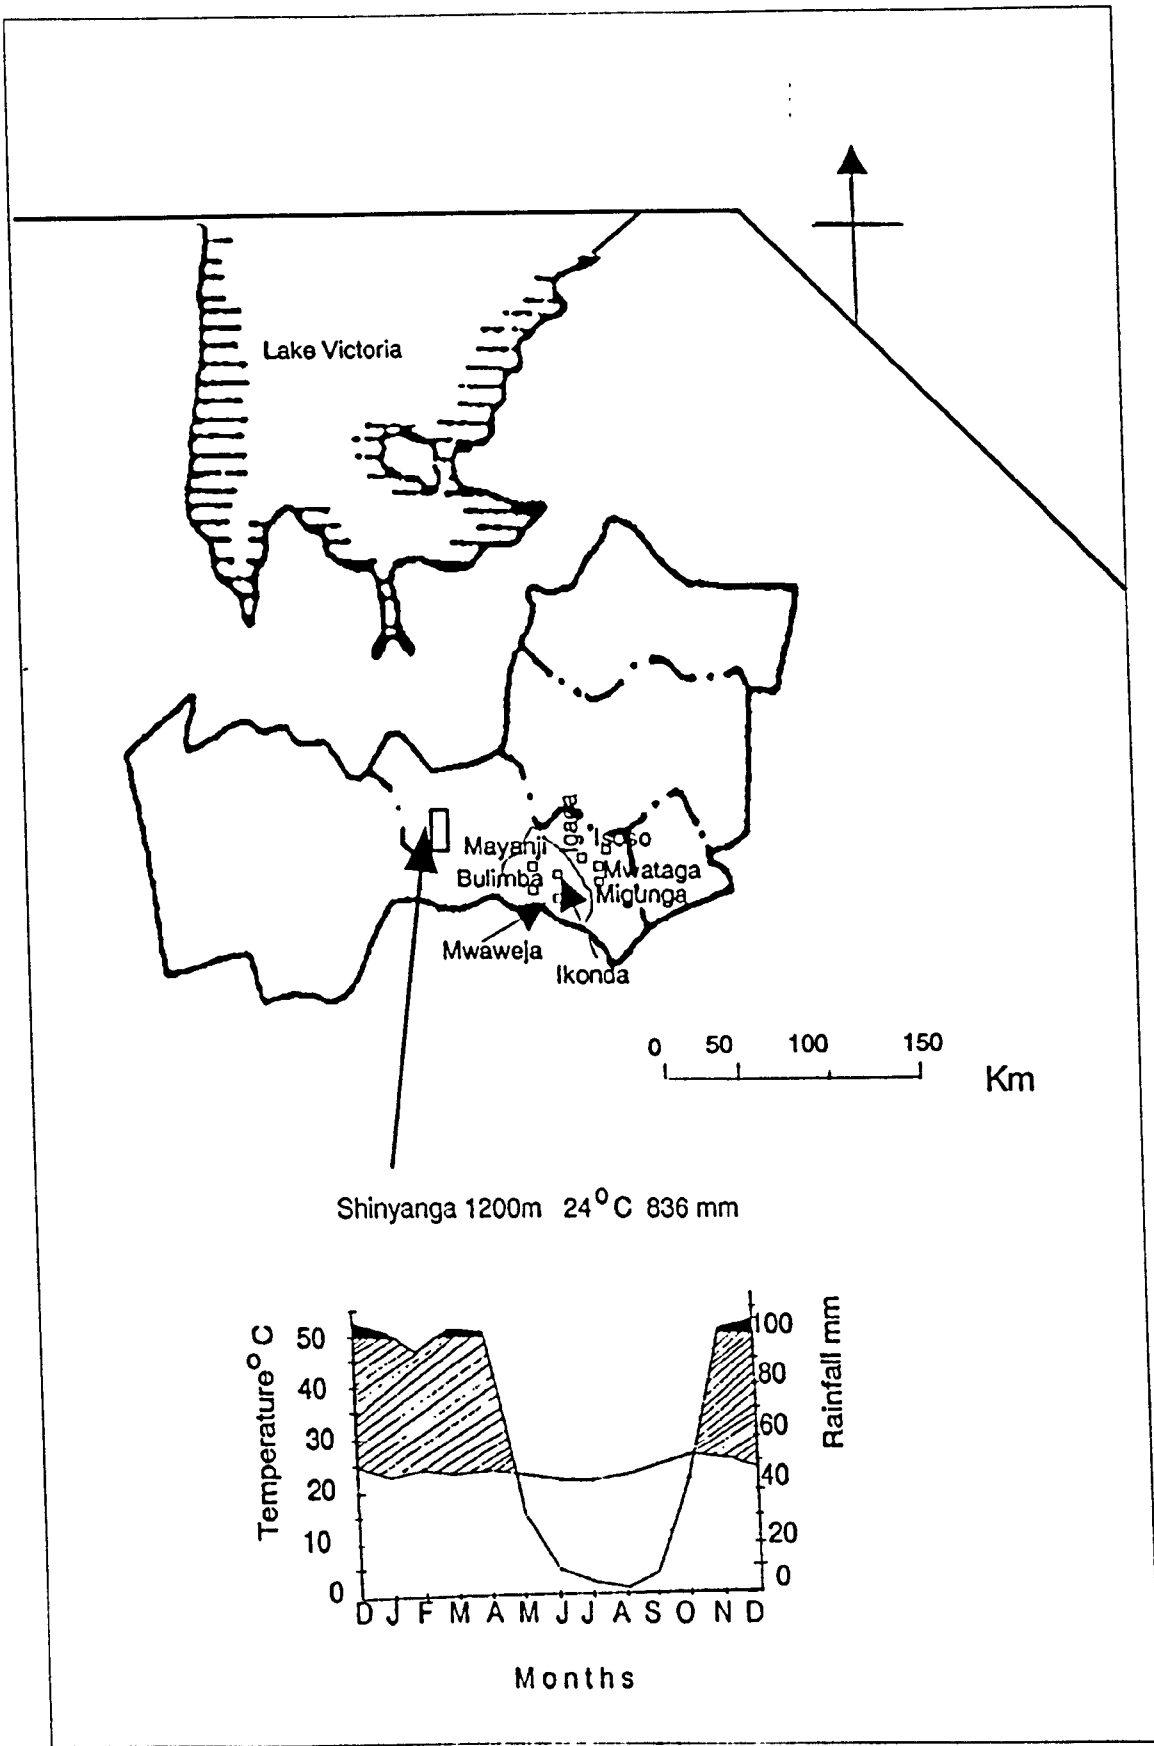 Lake Victoria
Igaga
Isoso
Mayanji
Mwataga
Bulimba
Migunga
Mwaweja
Ikonda
0 50 100 150
Km
Shinyanga 1200m 24°C 836 mm
Temperature °C
50
40
30
20
10
0
100
80
60
40
20
0
Rainfall mm
D J F M A M J J A S O N D
Months